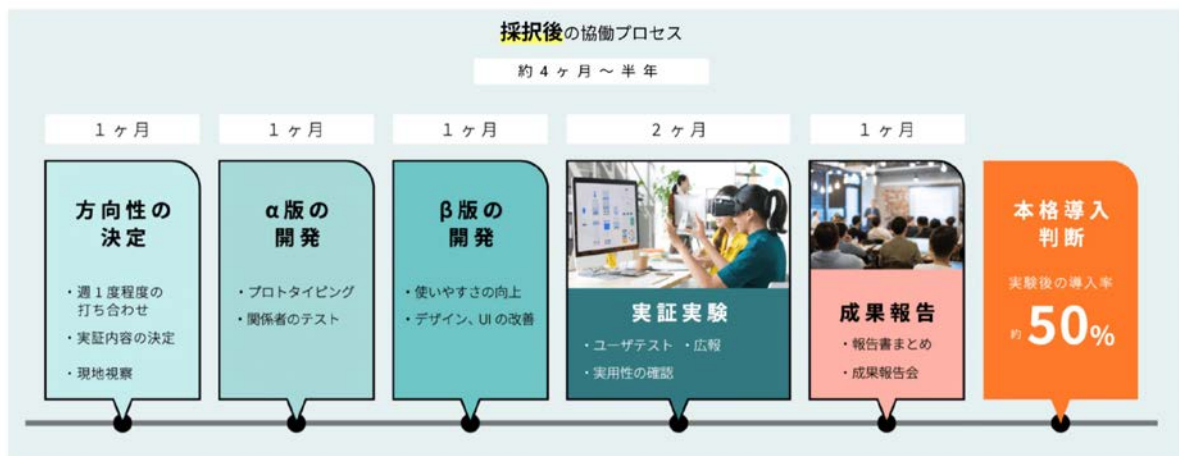 採択後の協働プロセス
約4ヶ月～半年
1ヶ月
1ヶ月
1ヶ月
2ヶ月
1ヶ月
方向性の
決定
・週1度程度の
打ち合わせ
・実証内容の決定
・現地視察
α版の
開発
・プロトタイピング
・関係者のテスト
β版の
開発
・使いやすさの向上
・デザイン、UIの改善
実証実験
・ユーザテスト ・広報
・実用性の確認
成果報告
・報告書まとめ
・成果報告会
本格導入
判断
実験後の導入率
約50%